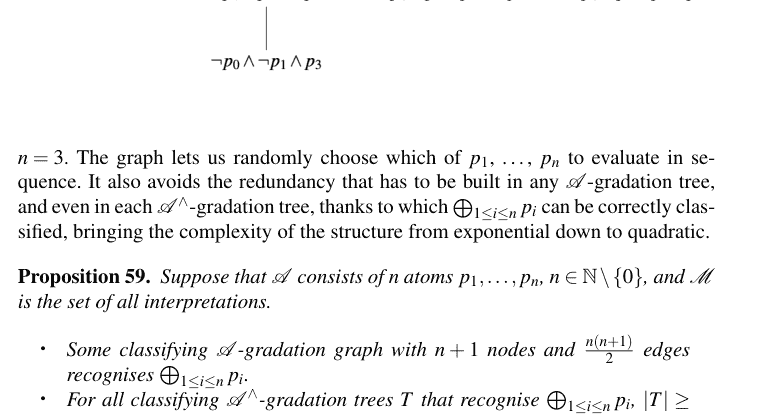 ¬p₀ ∧ ¬p₁ ∧ p₃
n = 3. The graph lets us randomly choose which of p₁, …, pₙ to evaluate in se-
quence. It also avoids the redundancy that has to be built in any 𝒜-gradation tree,
and even in each 𝒜^∧-gradation tree, thanks to which ⨁_{1≤i≤n} pᵢ can be correctly clas-
sified, bringing the complexity of the structure from exponential down to quadratic.
Proposition 59. Suppose that 𝒜 consists of n atoms p₁,…,pₙ, n ∈ ℕ∖{0}, and ℳ
is the set of all interpretations.
• Some classifying 𝒜-gradation graph with n + 1 nodes and n(n+1)/2 edges
recognises ⨁_{1≤i≤n} pᵢ.
• For all classifying 𝒜^∧-gradation trees T that recognise ⨁_{1≤i≤n} pᵢ, |T| ≥